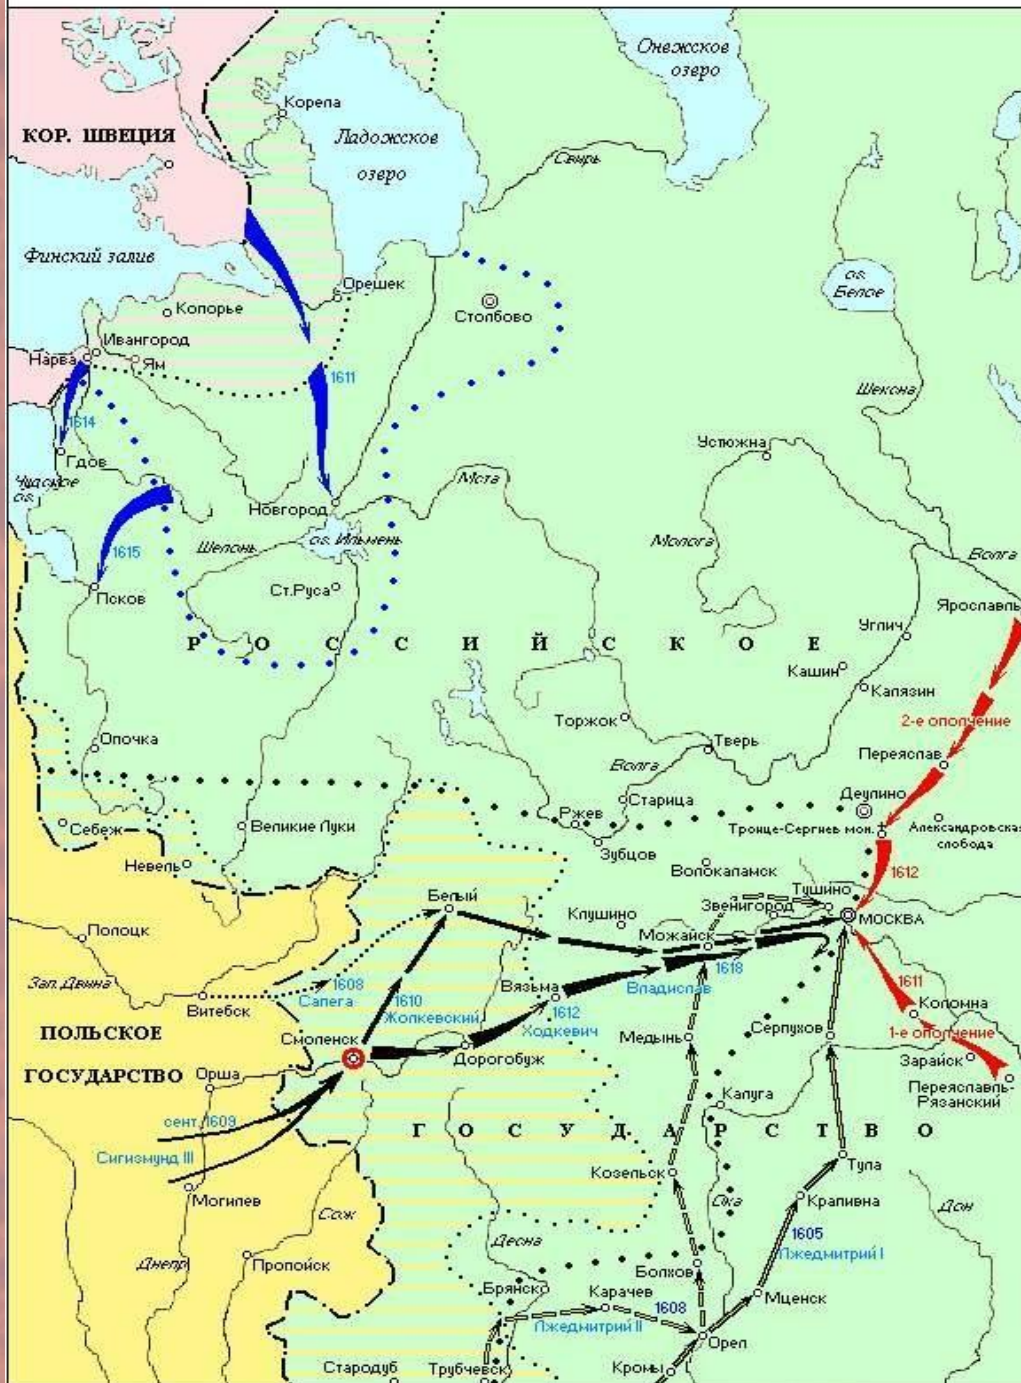 Онежское
озеро
Корела
КОР. ШВЕЦИЯ
Ладожское
озеро
Свирь
Финский залив
оз.
Белое
Орешек
Копорье
Столбово
Ивангород
Нарва
Ям
1611
Шексна
1614
Устюжна
Гдов
Чудское
оз.
Мста
Новгород
оз. Ильмень
Молога
Шелонь
1615
Волга
Псков
Ст.Руса
Ярославль
Углич
РОССИЙСКОЕ
Кашин
Калязин
Торжок
2-е ополчение
Опочка
Тверь
Переяслав
Волга
Деулино
Старица
Ржев
Себеж
Великие Луки
Троице-Сергиев мон.
Александровская
слобода
Зубцов
Невель
Волокаламск
1612
Тушино
Белый
Звенигород
Клушино
МОСКВА
Полоцк
Можайск
1618
Зап.Двина
1608
Сапега
Вязьма
Владислав
1611
1610
Жолкевский
Витебск
1612
Ходкевич
Коломна
ПОЛЬСКОЕ
Смоленск
Серпухов
1-е ополчение
Медынь
Дорогобуж
Зарайск
ГОСУДАРСТВО
Орша
Переяславль-
Рязанский
Калуга
сент. 1609
ГОСУДАРСТВО
Сигизмунд III
Козельск
Тула
Могилев
Крапивна
Ока
Дон
Сож
Десна
1605
Лжедмитрий I
Днепр
Пропойск
Болхов
Брянск
Карачев
Мценск
1608
Лжедмитрий II
Орел
Стародуб
Трубчевск
Кромы